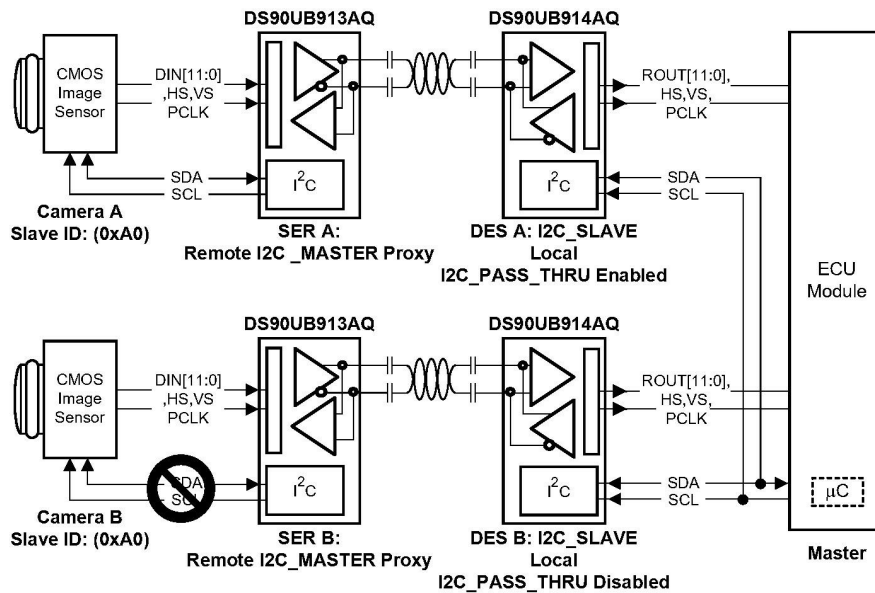 DS90UB913AQ
DS90UB914AQ
CMOS
Image
Sensor
DIN[11:0]
,HS,VS
PCLK
ROUT[11:0],
HS,VS,
PCLK
SDA
SCL
I²C
I²C
SDA
SCL
Camera A
Slave ID: (0xA0)
SER A:
Remote I2C _MASTER Proxy
DES A: I2C_SLAVE
Local
I2C_PASS_THRU Enabled
ECU
Module
DS90UB913AQ
DS90UB914AQ
CMOS
Image
Sensor
DIN[11:0]
,HS,VS
PCLK
ROUT[11:0],
HS,VS,
PCLK
SDA
SCL
I²C
I²C
SDA
SCL
µC
Camera B
Slave ID: (0xA0)
SER B:
Remote I2C_MASTER Proxy
DES B: I2C_SLAVE
Local
I2C_PASS_THRU Disabled
Master